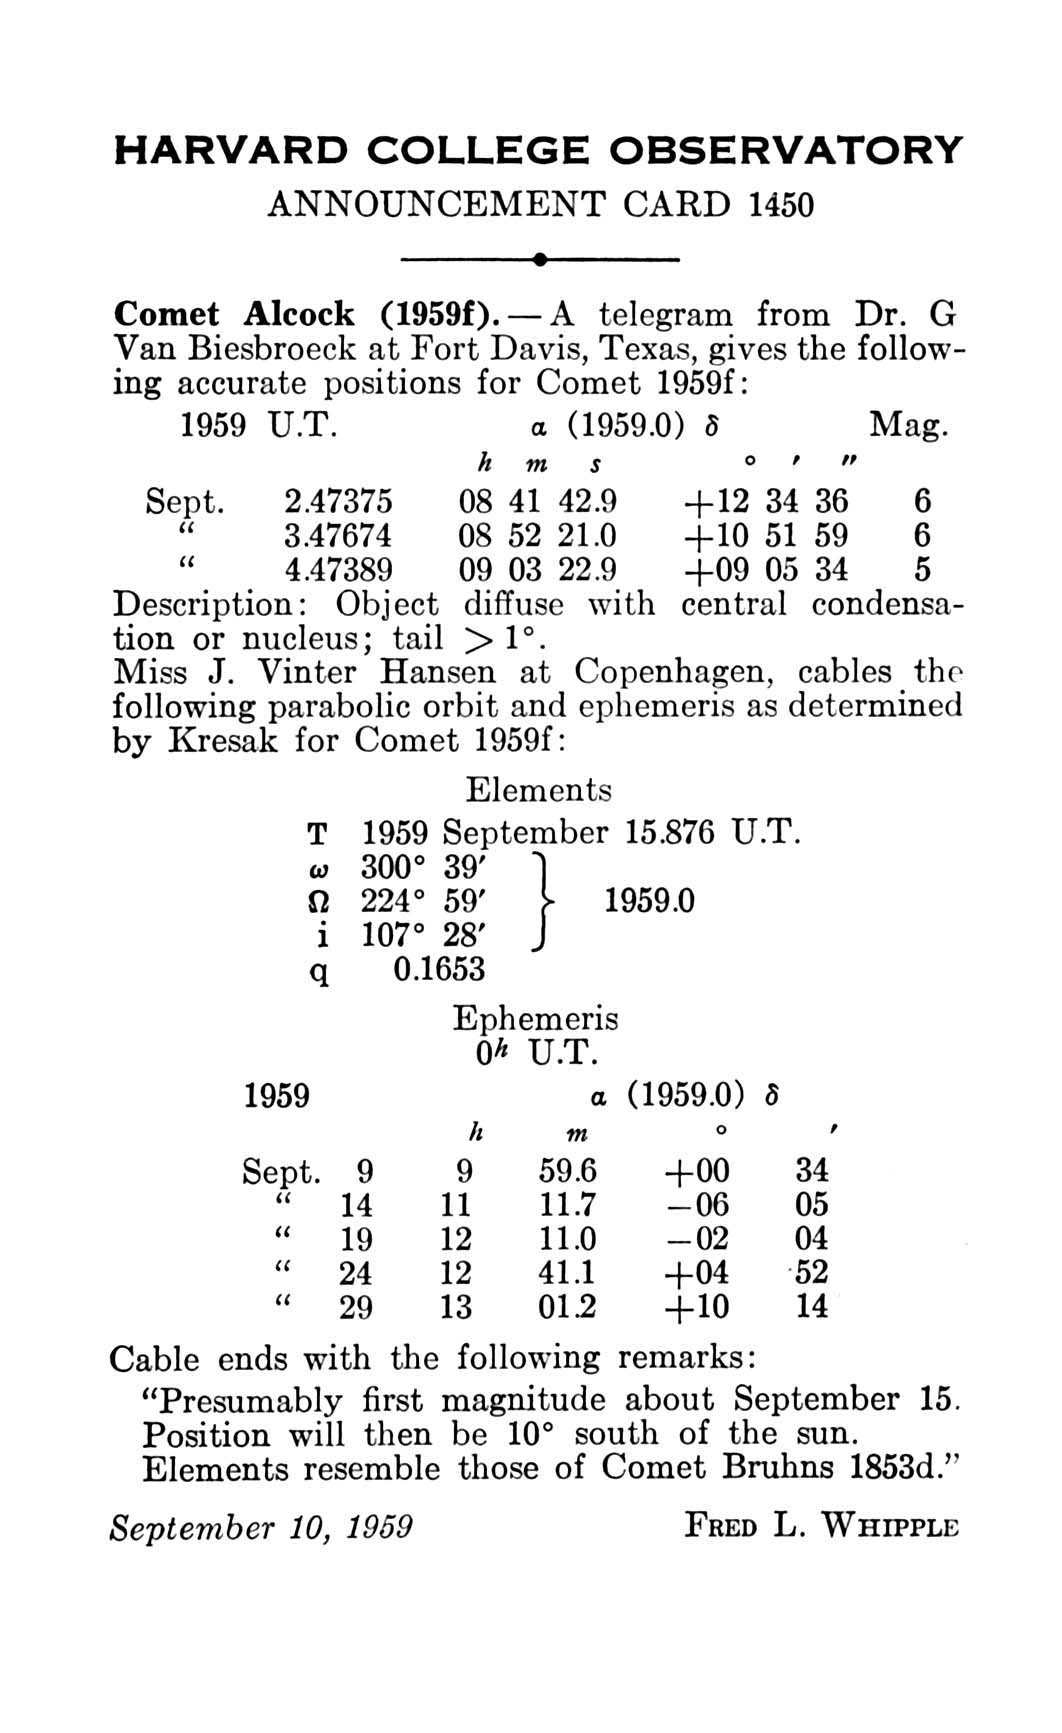 HARVARD COLLEGE OBSERVATORY
ANNOUNCEMENT CARD 1450
Comet Alcock (1959f). — A telegram from Dr. G
Van Biesbroeck at Fort Davis, Texas, gives the follow-
ing accurate positions for Comet 1959f:
1959 U.T. α (1959.0) δ Mag.
h m s ° ′ ″
Sept. 2.47375 08 41 42.9 +12 34 36 6
“ 3.47674 08 52 21.0 +10 51 59 6
“ 4.47389 09 03 22.9 +09 05 34 5
Description: Object diffuse with central condensa-
tion or nucleus; tail > 1°.
Miss J. Vinter Hansen at Copenhagen, cables the
following parabolic orbit and ephemeris as determined
by Kresak for Comet 1959f:
Elements
T 1959 September 15.876 U.T.
ω 300° 39′
Ω 224° 59′ } 1959.0
i 107° 28′
q 0.1653
Ephemeris
0h U.T.
1959 α (1959.0) δ
h m ° ′
Sept. 9 9 59.6 +00 34
“ 14 11 11.7 −06 05
“ 19 12 11.0 −02 04
“ 24 12 41.1 +04 52
“ 29 13 01.2 +10 14
Cable ends with the following remarks:
“Presumably first magnitude about September 15.
Position will then be 10° south of the sun.
Elements resemble those of Comet Bruhns 1853d.”
September 10, 1959 FRED L. WHIPPLE